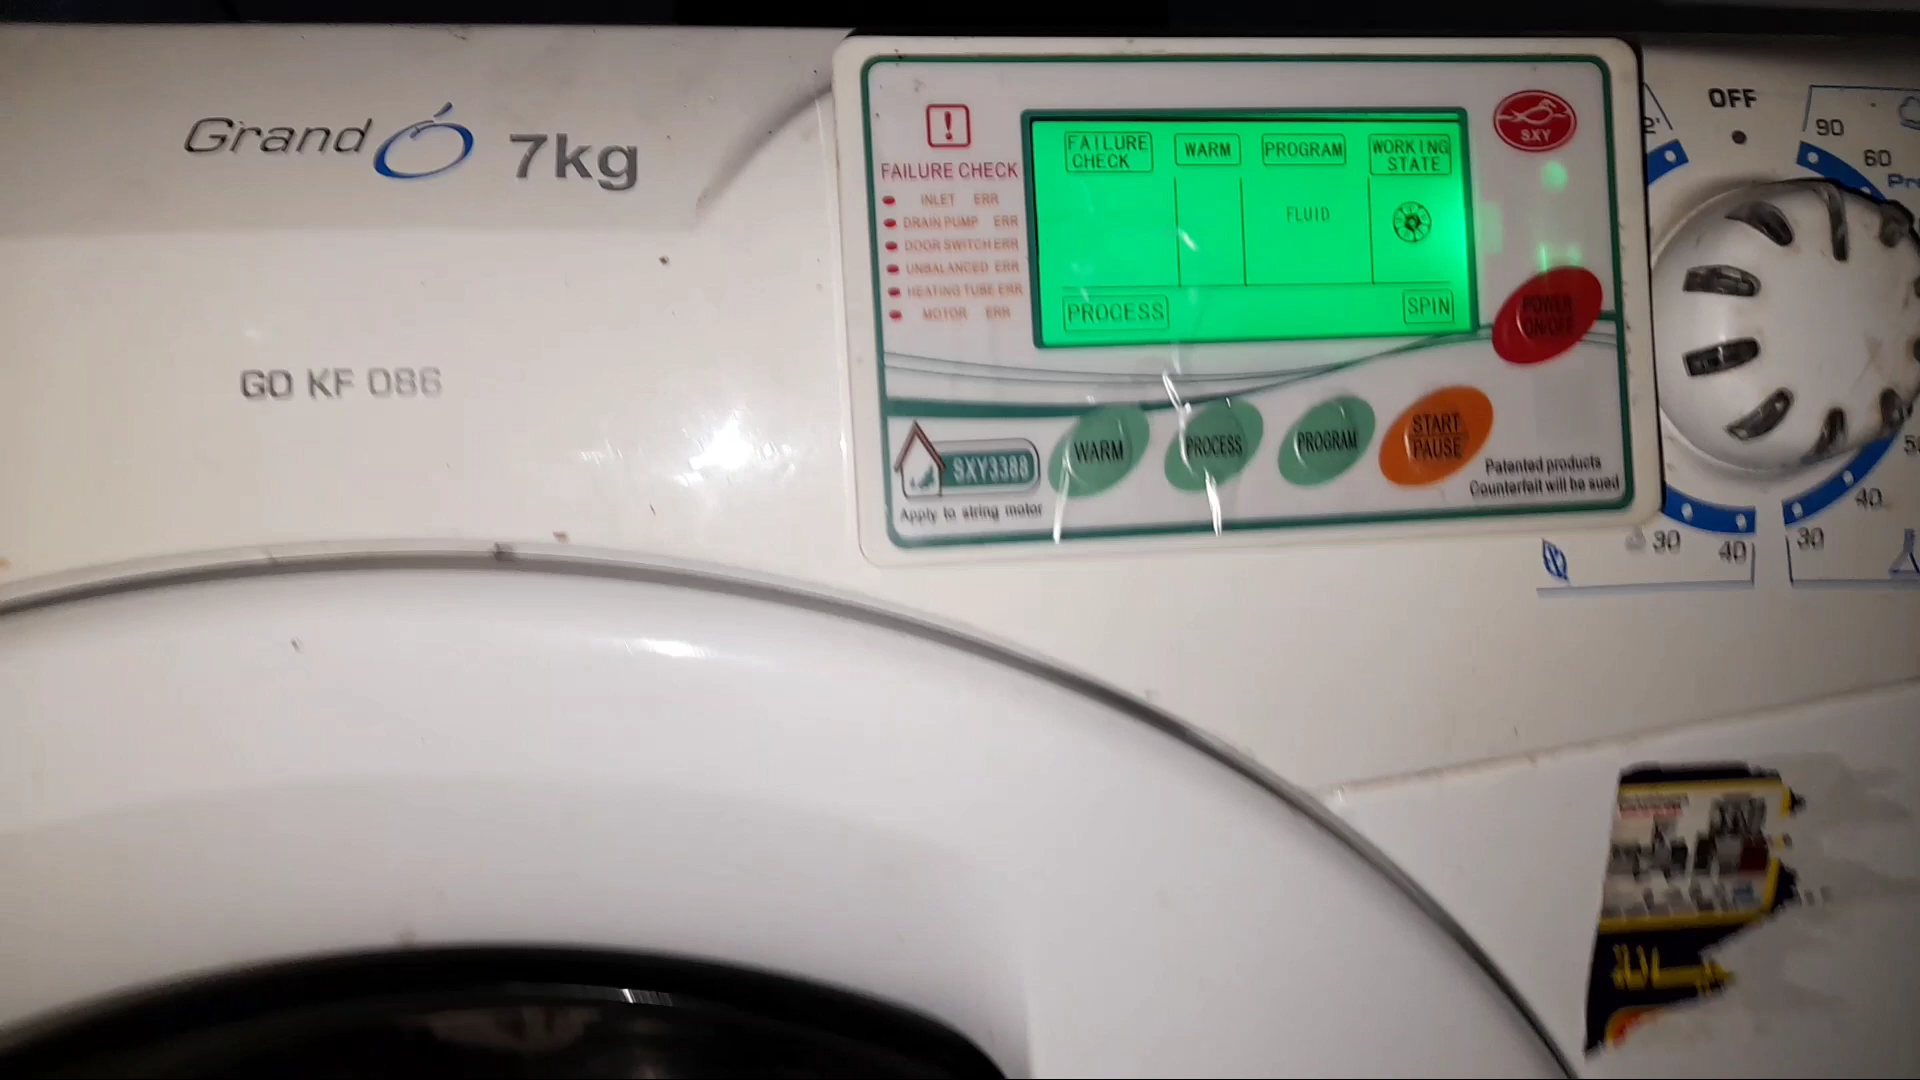 Grand Ó 7kg
GO KF 086
FAILURE CHECK
INLET ERR
DRAIN PUMP ERR
DOOR SWITCH ERR
UNBALANCED ERR
HEATING TUBE ERR
MOTOR ERR
FAILURE CHECK
WARM
PROGRAM
WORKING STATE
FLUID
PROCESS
SPIN
SXY
POWER ON/OFF
WARM
PROCESS
PROGRAM
START PAUSE
SXY3388
Apply to string motor
Patented products
Counterfeit will be sued
OFF
90
60
40
30
30
40